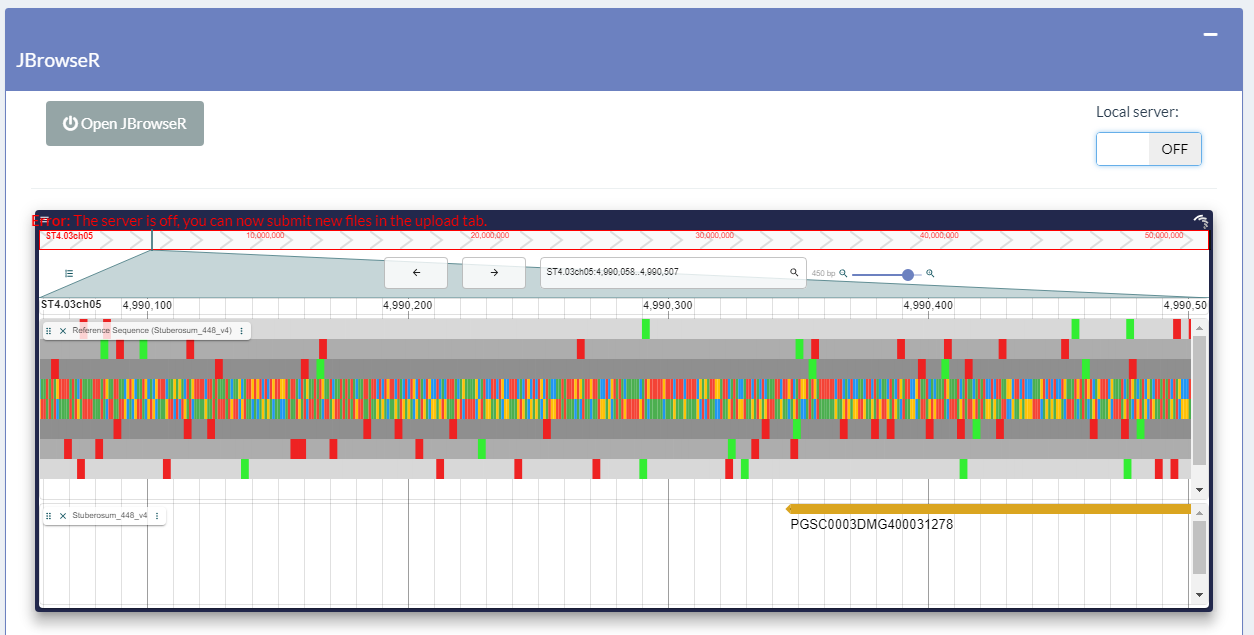 JBrowseR
Open JBrowseR
Local server:
OFF
Error: The server is off, you can now submit new files in the upload tab.
ST4.03ch05
10,000,000
20,000,000
30,000,000
40,000,000
50,000,000
ST4.03ch05:4,990,058..4,990,507
450 bp
ST4.03ch05
4,990,100
4,990,200
4,990,300
4,990,400
4,990,50
Reference Sequence (Stuberosum_448_v4)
Stuberosum_448_v4
PGSC0003DMG400031278